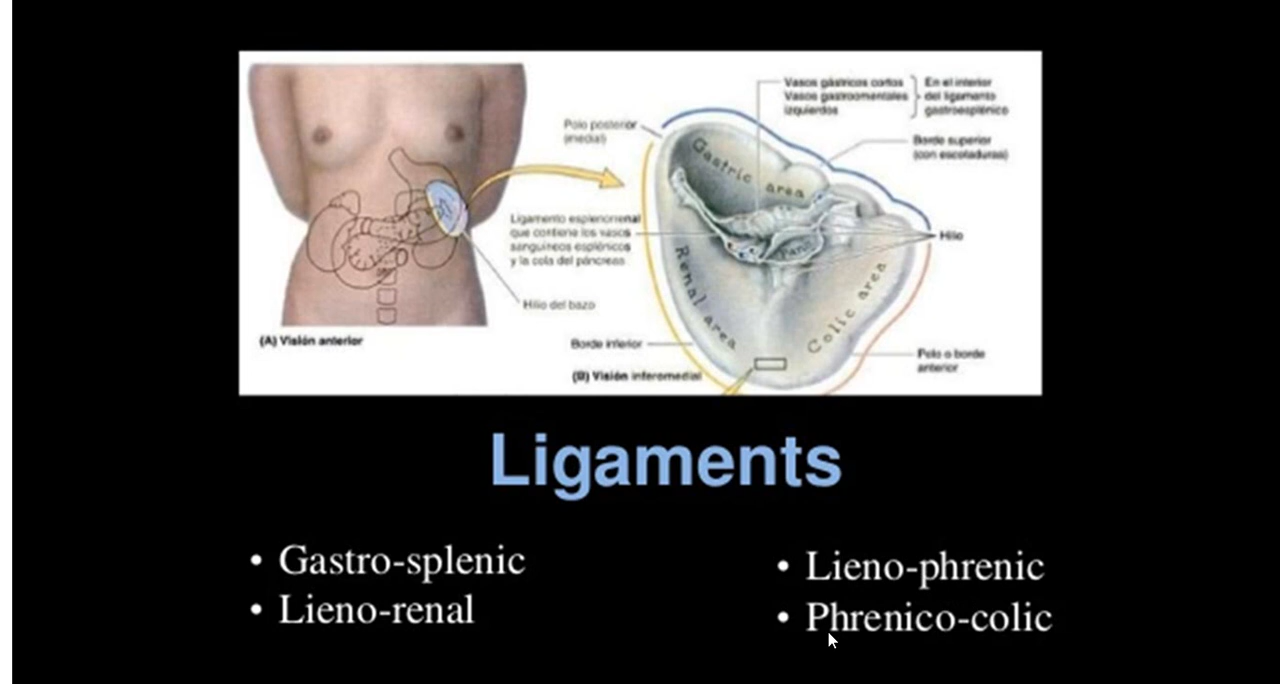 Vasos gástricos cortos
Vasos gastroomentales
izquierdos
En el interior
del ligamento
gastroesplénico
Polo posterior
(medial)
Borde superior
(con escotaduras)
Gastric area
Ligamento esplenorrenal
que contiene los vasos
sanguíneos esplénicos
y la cola del páncreas
Hilio
Panc
Renal area
Colic area
Hilio del bazo
(A) Visión anterior
Borde inferior
Polo o borde
anterior
(B) Visión inferomedial
Ligaments
• Gastro-splenic
• Lieno-renal
• Lieno-phrenic
• Phrenico-colic